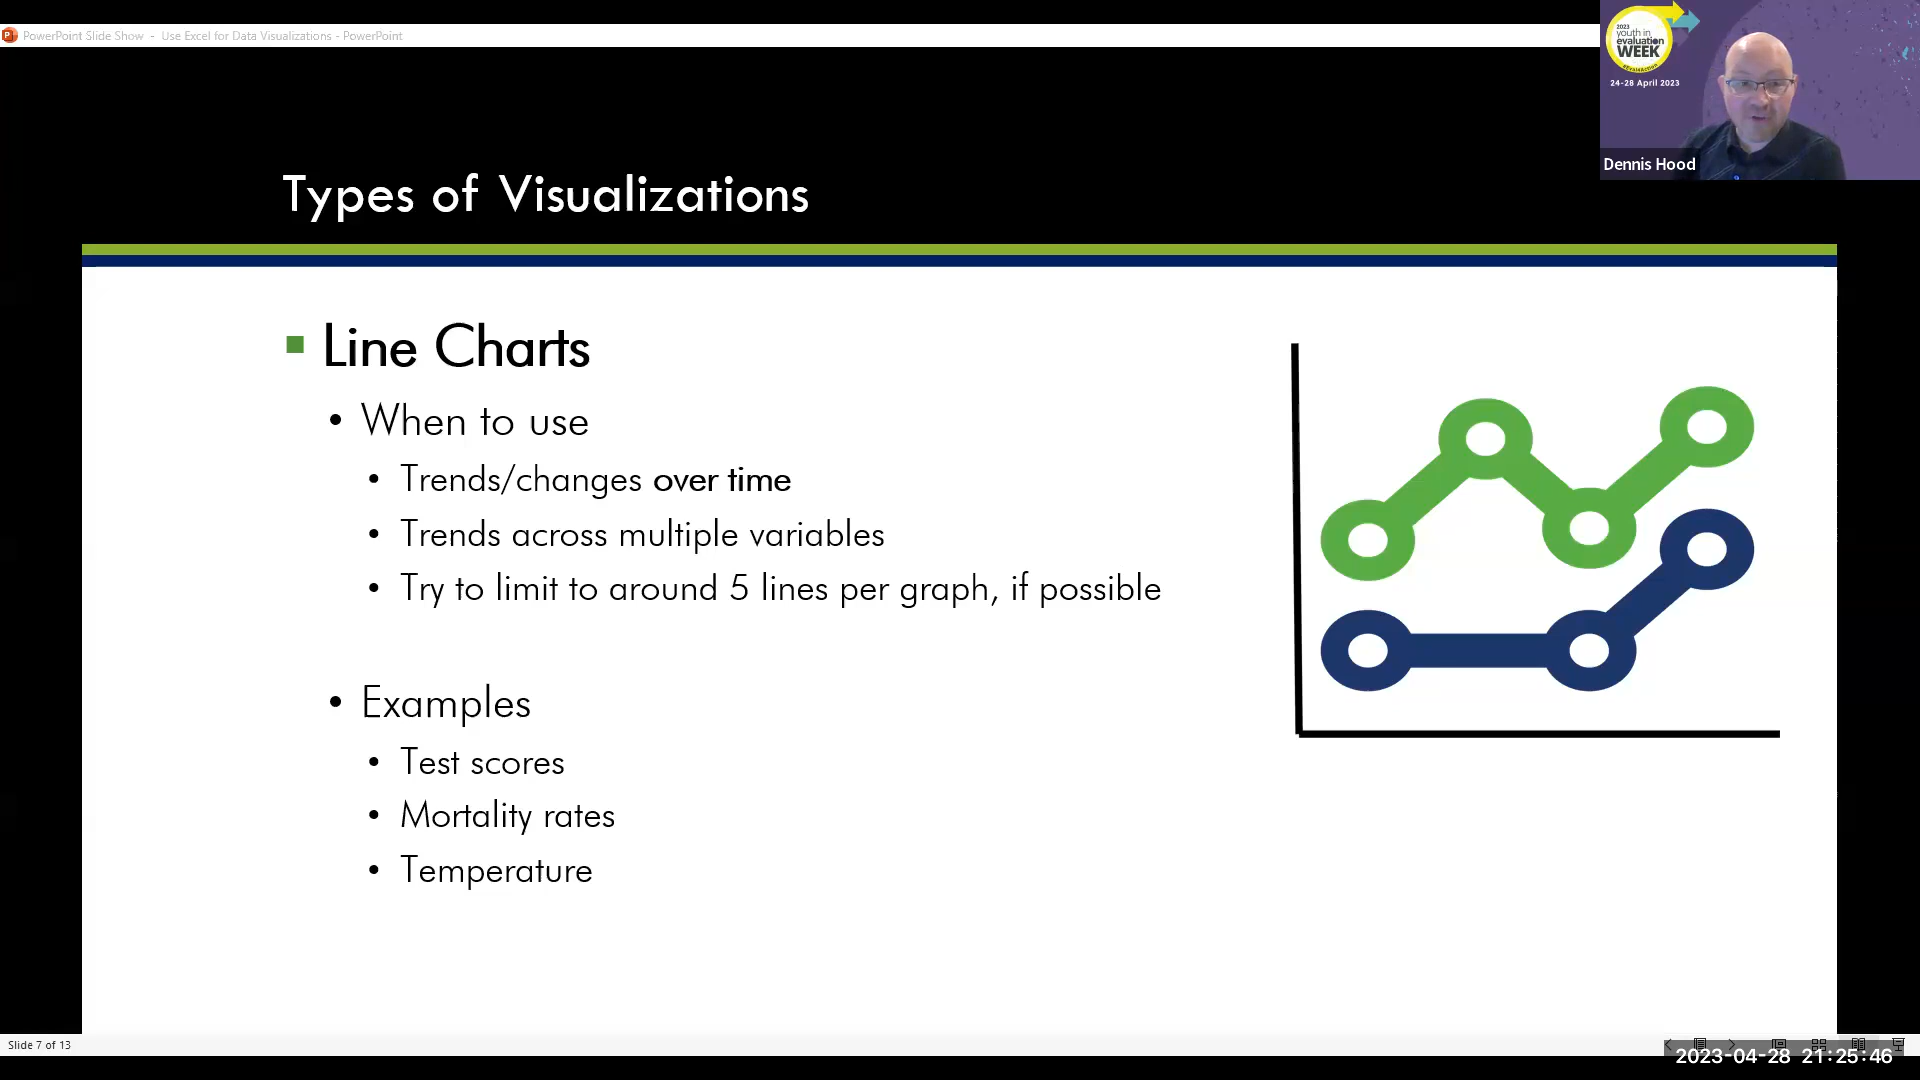 PowerPoint Slide Show - Use Excel for Data Visualizations - PowerPoint
2023
youth in
evaluation
WEEK
#Eval4Action
24-28 April 2023
Dennis Hood
Types of Visualizations
Line Charts
When to use
Trends/changes over time
Trends across multiple variables
Try to limit to around 5 lines per graph, if possible
Examples
Test scores
Mortality rates
Temperature
Slide 7 of 13
2023-04-28 21:25:46